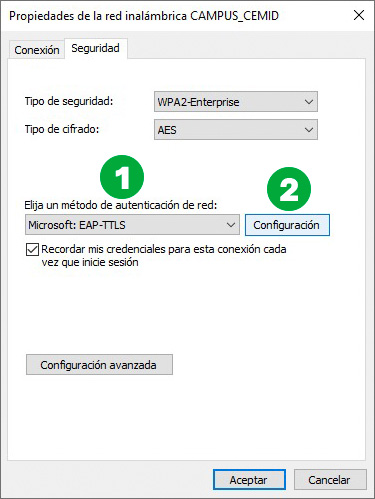 Propiedades de la red inalámbrica CAMPUS_CEMID
Conexión
Seguridad
Tipo de seguridad:
WPA2-Enterprise
Tipo de cifrado:
AES
1
2
Elija un método de autenticación de red:
Microsoft: EAP-TTLS
Configuración
Recordar mis credenciales para esta conexión cada
vez que inicie sesión
Configuración avanzada
Aceptar
Cancelar